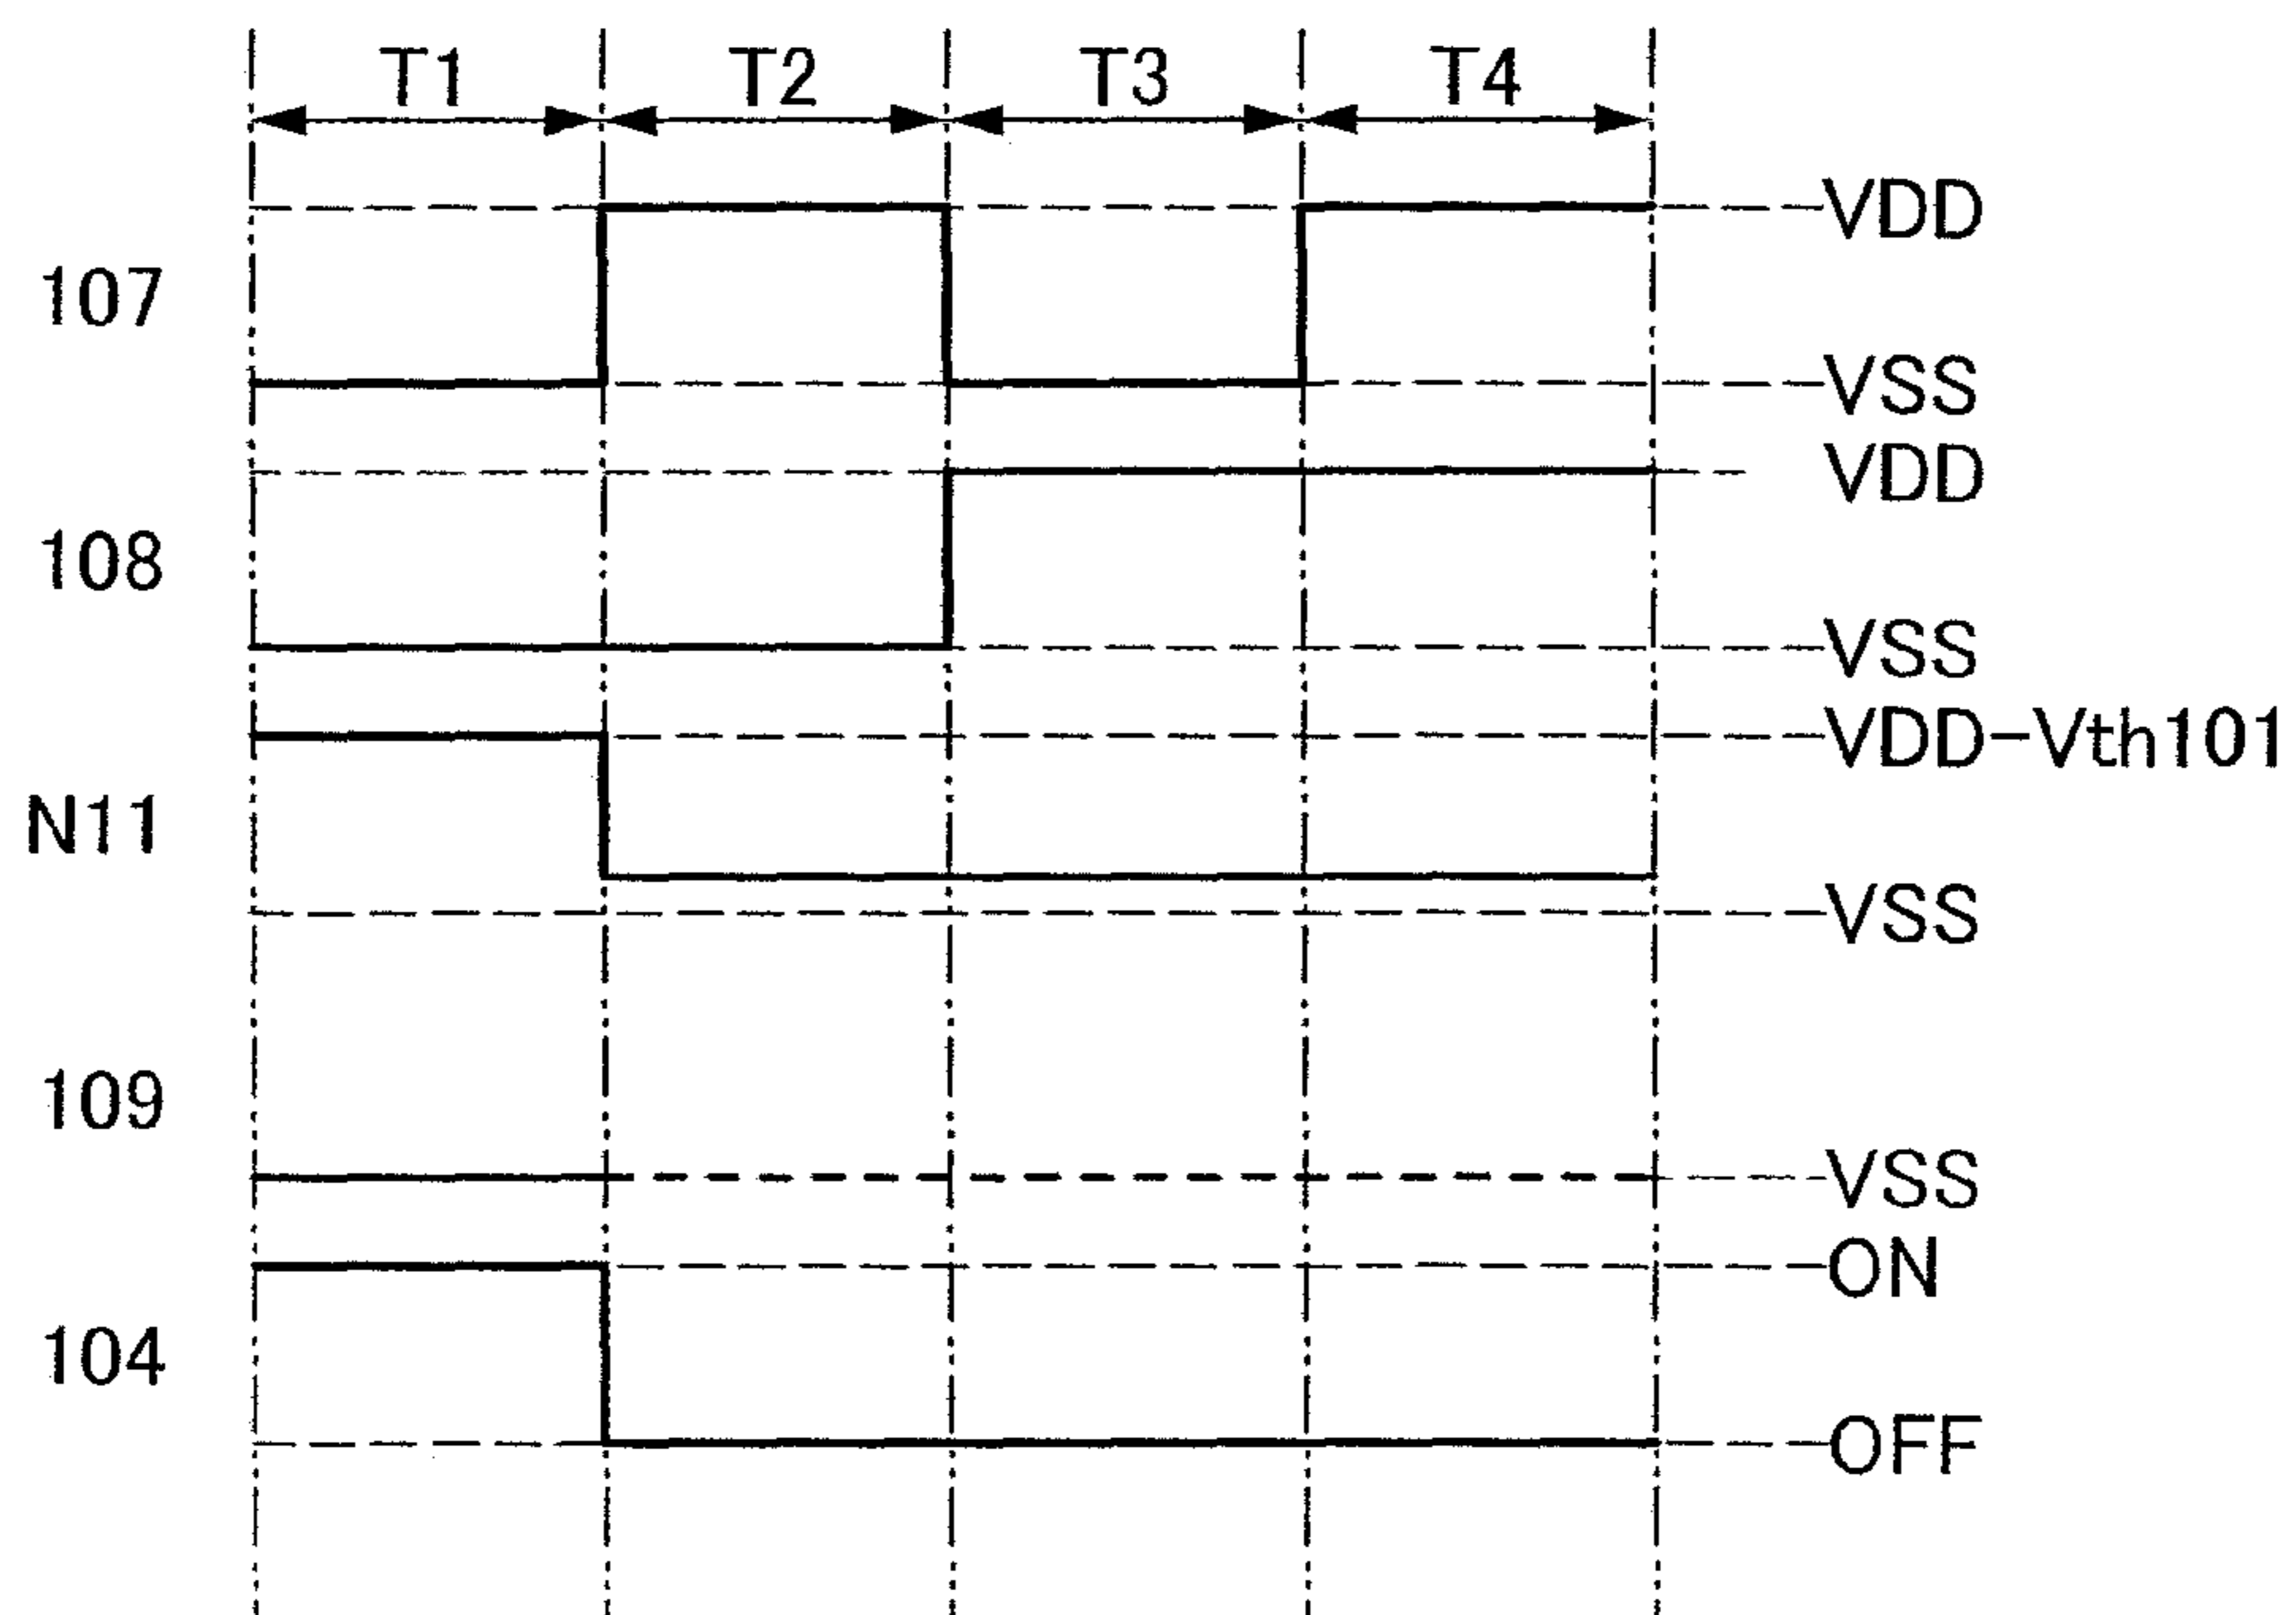 T1 T2 T3 T4
VDD
107
VSS
VDD
108
VSS
VDD-Vth101
N11
VSS
109
VSS
ON
104
OFF